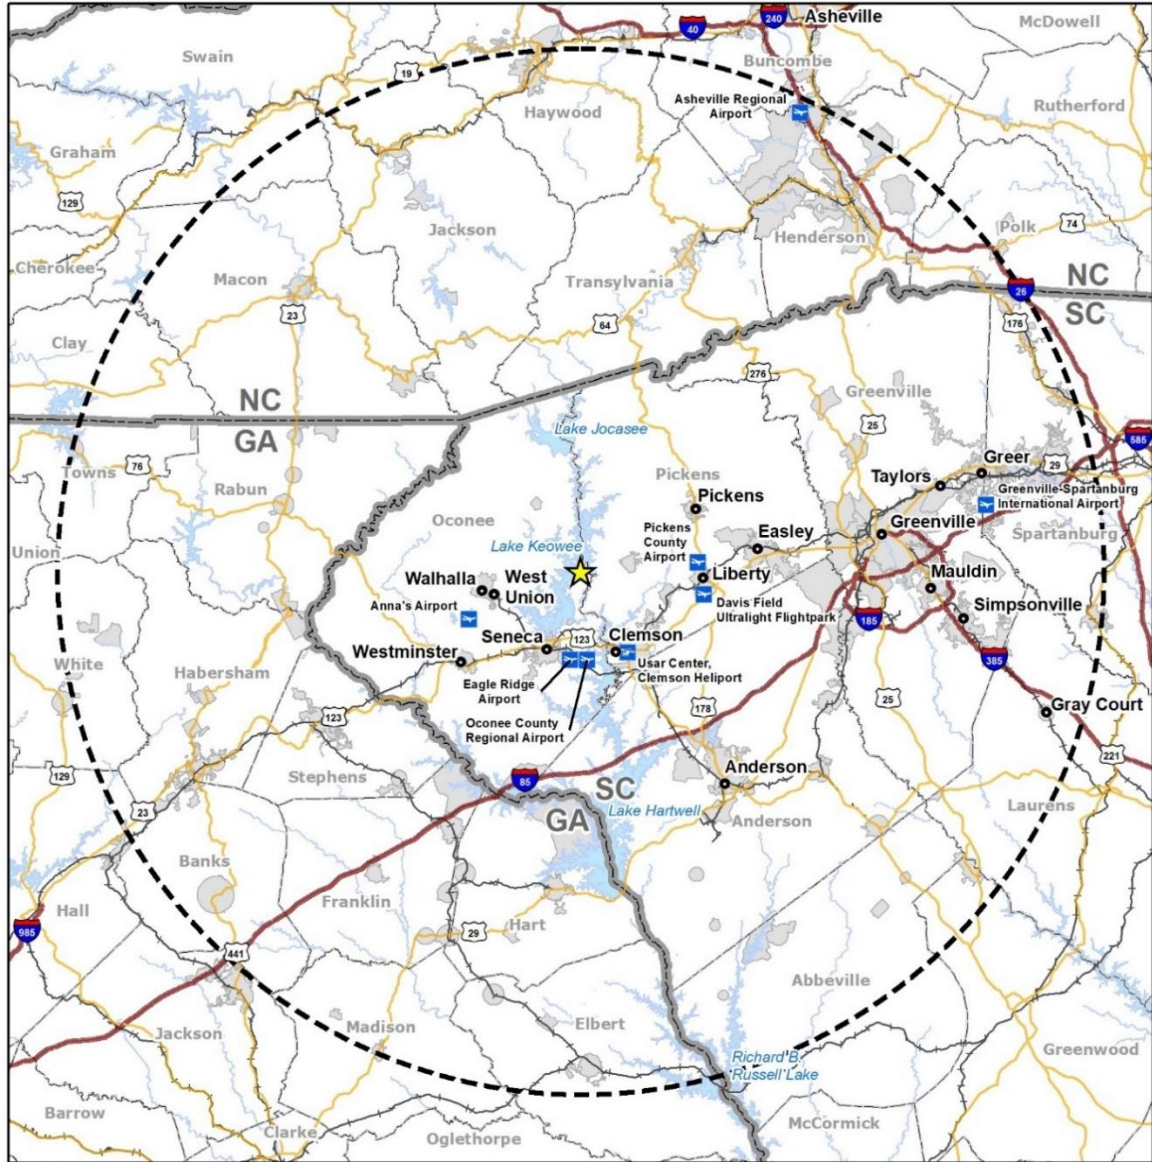 240
Asheville
McDowell
40
Swain
Buncombe
19
Asheville Regional
Airport
Haywood
Rutherford
Graham
129
Jackson
74
Polk
Henderson
Cherokee
Macon
Transylvania
NC
26
SC
23
64
176
Clay
276
Greenville
NC
GA
25
Lake Jocasee
585
Greer
29
Towns
76
Taylors
Pickens
Rabun
Greenville-Spartanburg
International Airport
Pickens
Oconee
Greenville
Pickens
County
Airport
Easley
Spartanburg
Union
Lake Keowee
Walhalla
West
Union
Liberty
Mauldin
Anna's Airport
Davis Field
Ultralight Flightpark
Simpsonville
185
Seneca
123
Clemson
Westminster
385
White
Habersham
Usar Center,
Clemson Heliport
Eagle Ridge
Airport
Oconee County
Regional Airport
178
25
Gray Court
123
221
129
Stephens
85
SC
Anderson
GA
Lake Hartwell
Laurens
23
Anderson
Banks
Franklin
Hall
985
29
Hart
441
Abbeville
Jackson
Madison
Elbert
Greenwood
Richard B.
Russell Lake
Barrow
Clarke
Oglethorpe
McCormick